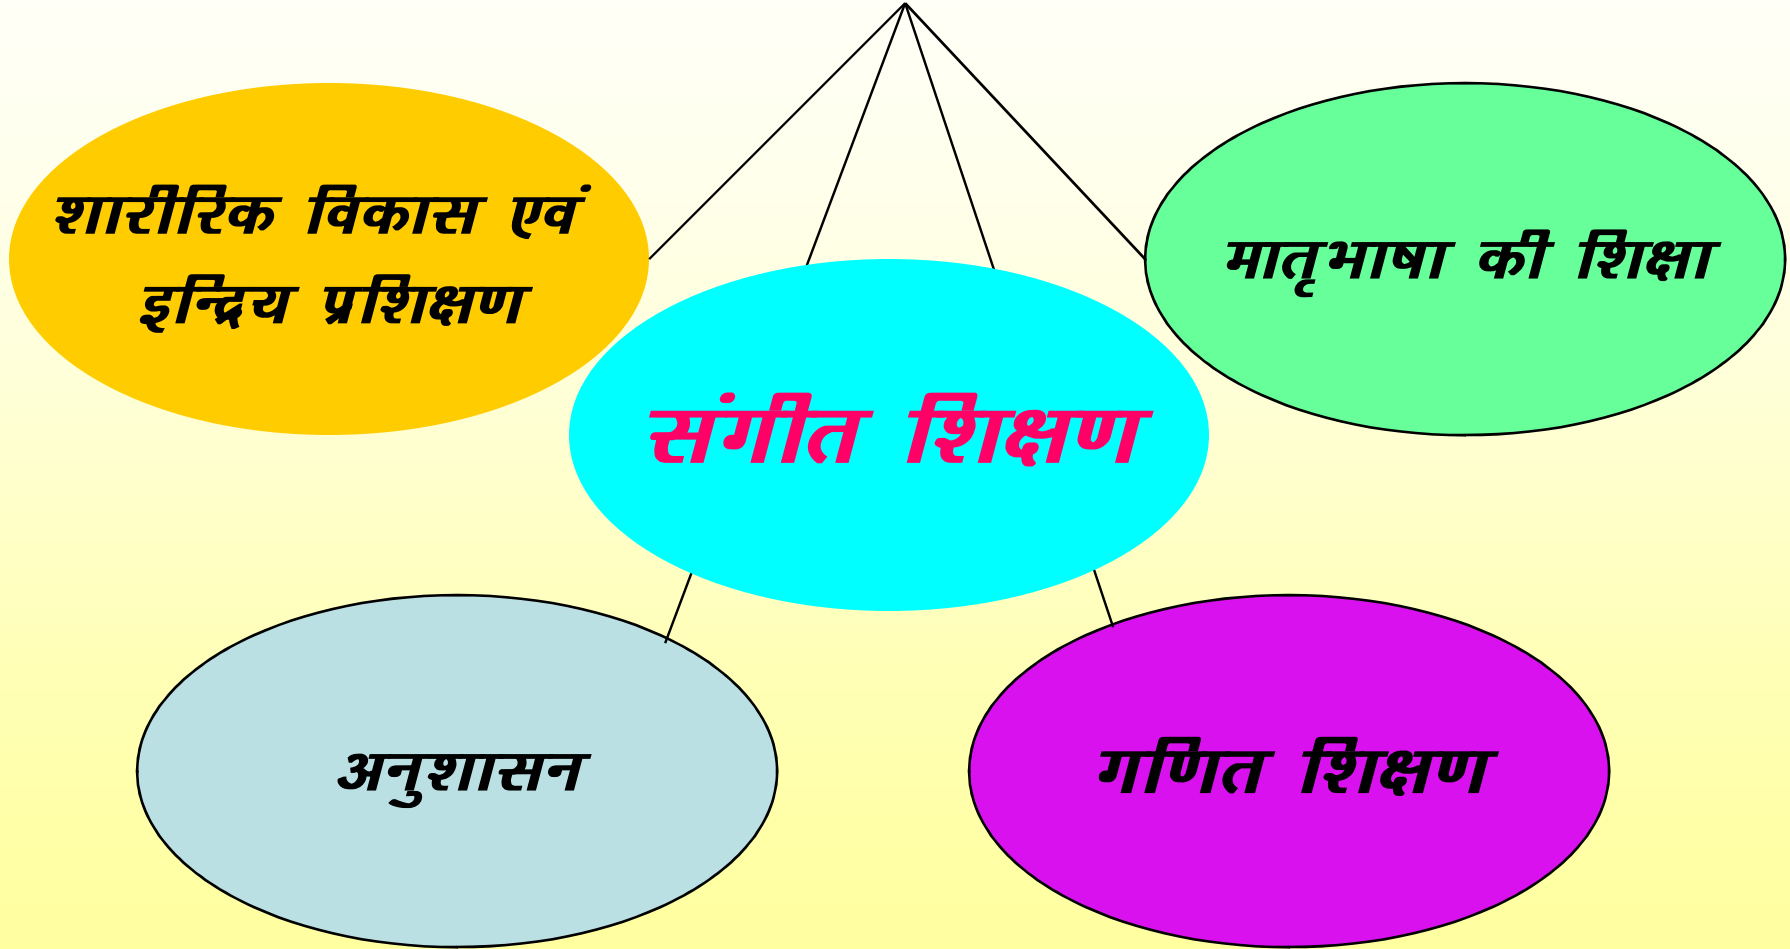 शारीरिक विकास एवं
इन्द्रिय प्रशिक्षण
मातृभाषा की शिक्षा
संगीत शिक्षण
अनुशासन
गणित शिक्षण